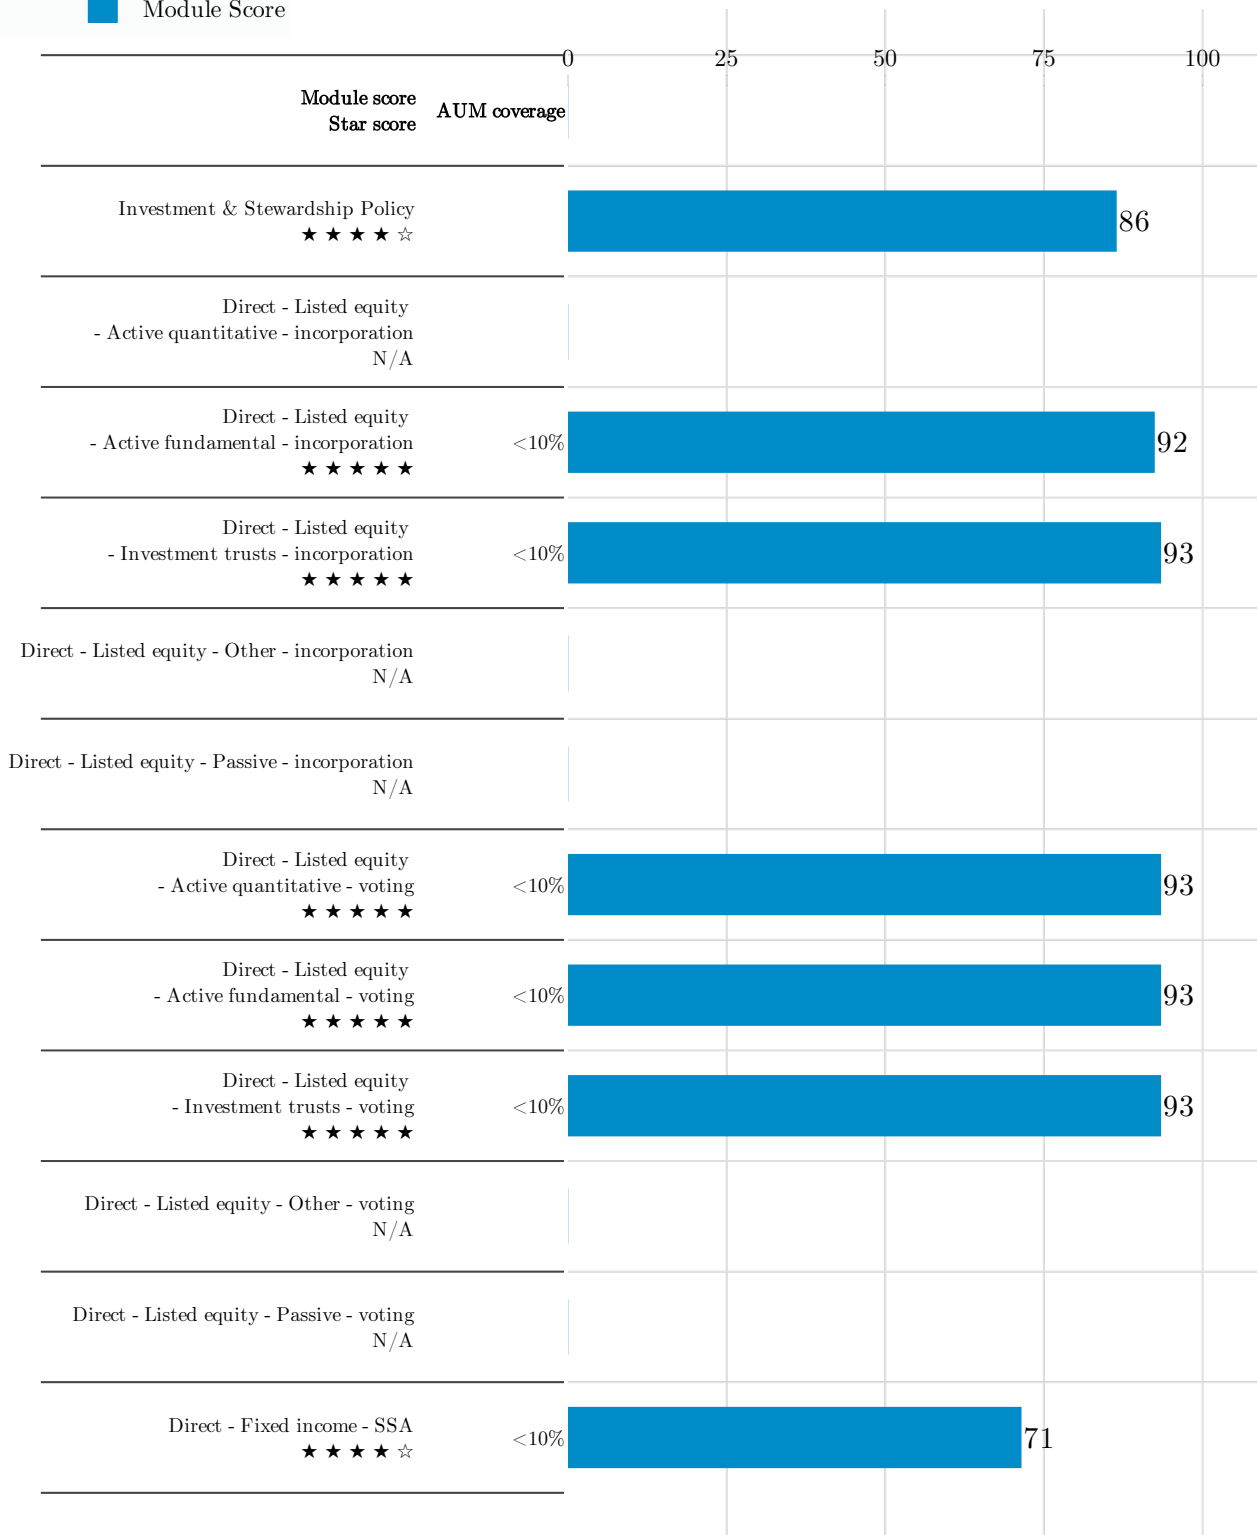 Module Score
0 25 50 75 100
Module score
Star score
AUM coverage
Investment & Stewardship Policy
★ ★ ★ ★ ☆
86
Direct - Listed equity
- Active quantitative - incorporation
N/A
Direct - Listed equity
- Active fundamental - incorporation
★ ★ ★ ★ ★
<10%
92
Direct - Listed equity
- Investment trusts - incorporation
★ ★ ★ ★ ★
<10%
93
Direct - Listed equity - Other - incorporation
N/A
Direct - Listed equity - Passive - incorporation
N/A
Direct - Listed equity
- Active quantitative - voting
★ ★ ★ ★ ★
<10%
93
Direct - Listed equity
- Active fundamental - voting
★ ★ ★ ★ ★
<10%
93
Direct - Listed equity
- Investment trusts - voting
★ ★ ★ ★ ★
<10%
93
Direct - Listed equity - Other - voting
N/A
Direct - Listed equity - Passive - voting
N/A
Direct - Fixed income - SSA
★ ★ ★ ★ ☆
<10%
71